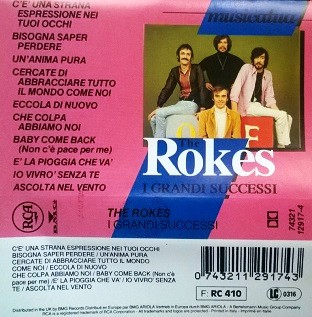 musicatua
C'E' UNA STRANA
ESPRESSIONE NEI
TUOI OCCHI
BISOGNA SAPER
PERDERE
UN'ANIMA PURA
CERCATE DI
ABBRACCIARE TUTTO
IL MONDO COME NOI
ECCOLA DI NUOVO
CHE COLPA
ABBIAMO NOI
BABY COME BACK
(Non c'è pace per me)
E' LA PIOGGIA CHE VA'
IO VIVRO' SENZA TE
ASCOLTA NEL VENTO
The
Rokes
I GRANDI SUCCESSI
RCA
THE ROKES
I GRANDI SUCCESSI
74321
12917-4
C'E' UNA STRANA ESPRESSIONE NEI TUOI OCCHI
BISOGNA SAPER PERDERE / UN'ANIMA PURA
CERCATE DI ABBRACCIARE TUTTO IL MONDO
COME NOI / ECCOLA DI NUOVO
CHE COLPA ABBIAMO NOI / BABY COME BACK (Non c'è
pace per me) /E' LA PIOGGIA CHE VA' / IO VIVRO' SENZA
TE / ASCOLTA NEL VENTO
0 743211 291743
F: RC 410
LC 0316